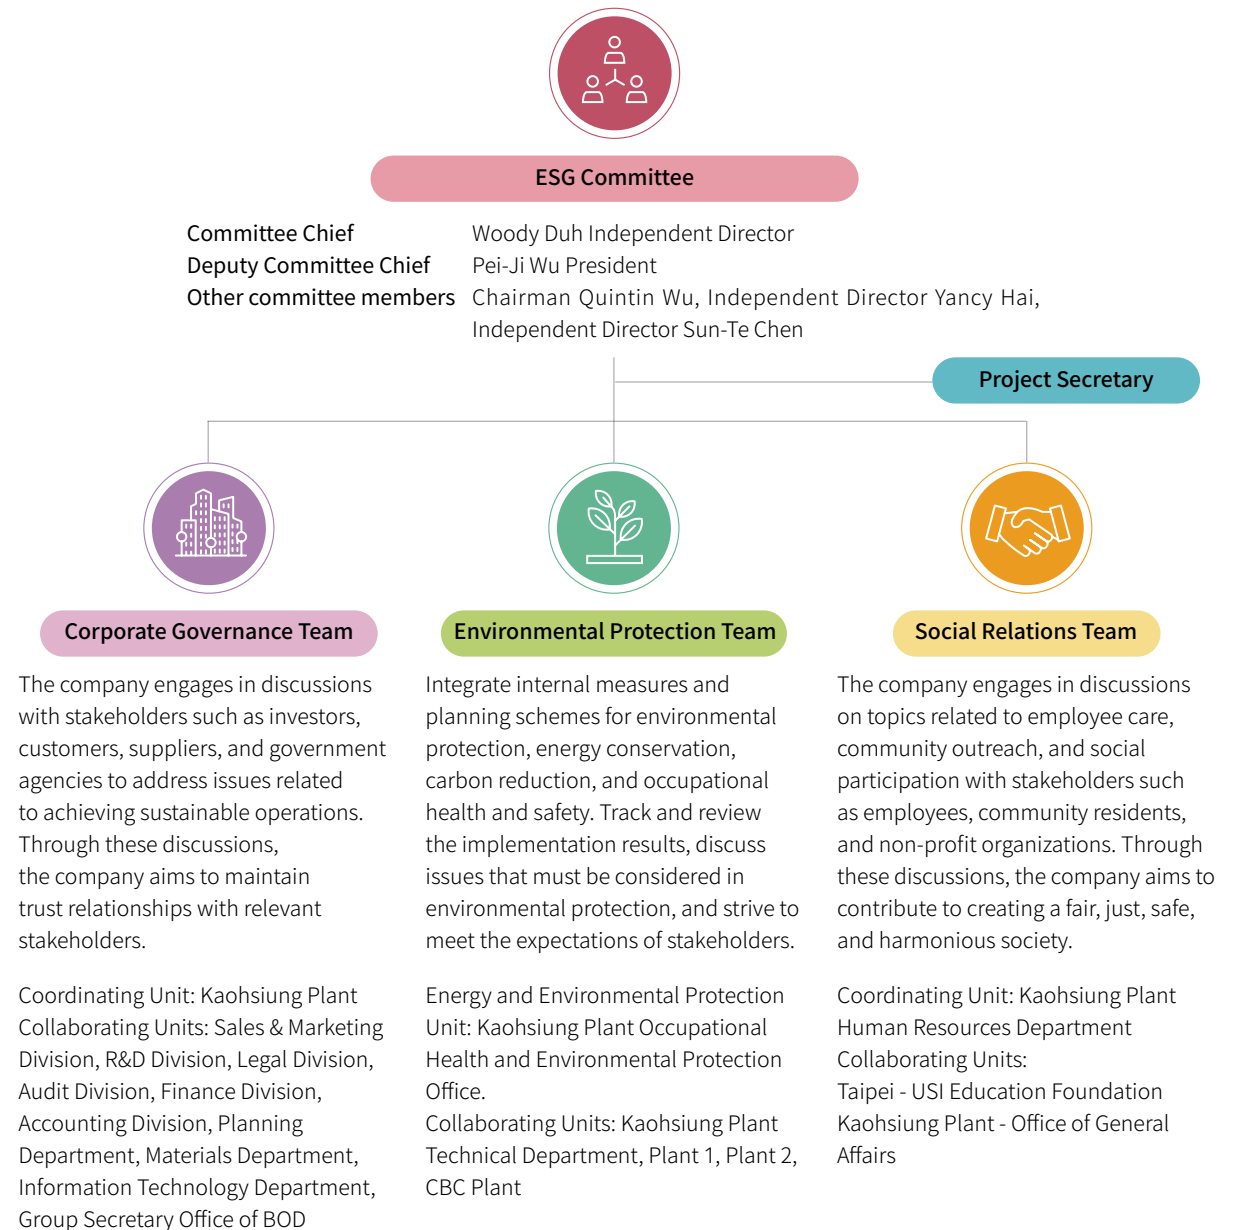 ESG Committee
Committee Chief Woody Duh Independent Director
Deputy Committee Chief Pei-Ji Wu President
Other committee members Chairman Quintin Wu, Independent Director Yancy Hai,
Independent Director Sun-Te Chen
Project Secretary
Corporate Governance Team
The company engages in discussions
with stakeholders such as investors,
customers, suppliers, and government
agencies to address issues related
to achieving sustainable operations.
Through these discussions,
the company aims to maintain
trust relationships with relevant
stakeholders.
Coordinating Unit: Kaohsiung Plant
Collaborating Units: Sales & Marketing
Division, R&D Division, Legal Division,
Audit Division, Finance Division,
Accounting Division, Planning
Department, Materials Department,
Information Technology Department,
Group Secretary Office of BOD
Environmental Protection Team
Integrate internal measures and
planning schemes for environmental
protection, energy conservation,
carbon reduction, and occupational
health and safety. Track and review
the implementation results, discuss
issues that must be considered in
environmental protection, and strive to
meet the expectations of stakeholders.
Energy and Environmental Protection
Unit: Kaohsiung Plant Occupational
Health and Environmental Protection
Office.
Collaborating Units: Kaohsiung Plant
Technical Department, Plant 1, Plant 2,
CBC Plant
Social Relations Team
The company engages in discussions
on topics related to employee care,
community outreach, and social
participation with stakeholders such
as employees, community residents,
and non-profit organizations. Through
these discussions, the company aims to
contribute to creating a fair, just, safe,
and harmonious society.
Coordinating Unit: Kaohsiung Plant
Human Resources Department
Collaborating Units:
Taipei - USI Education Foundation
Kaohsiung Plant - Office of General
Affairs